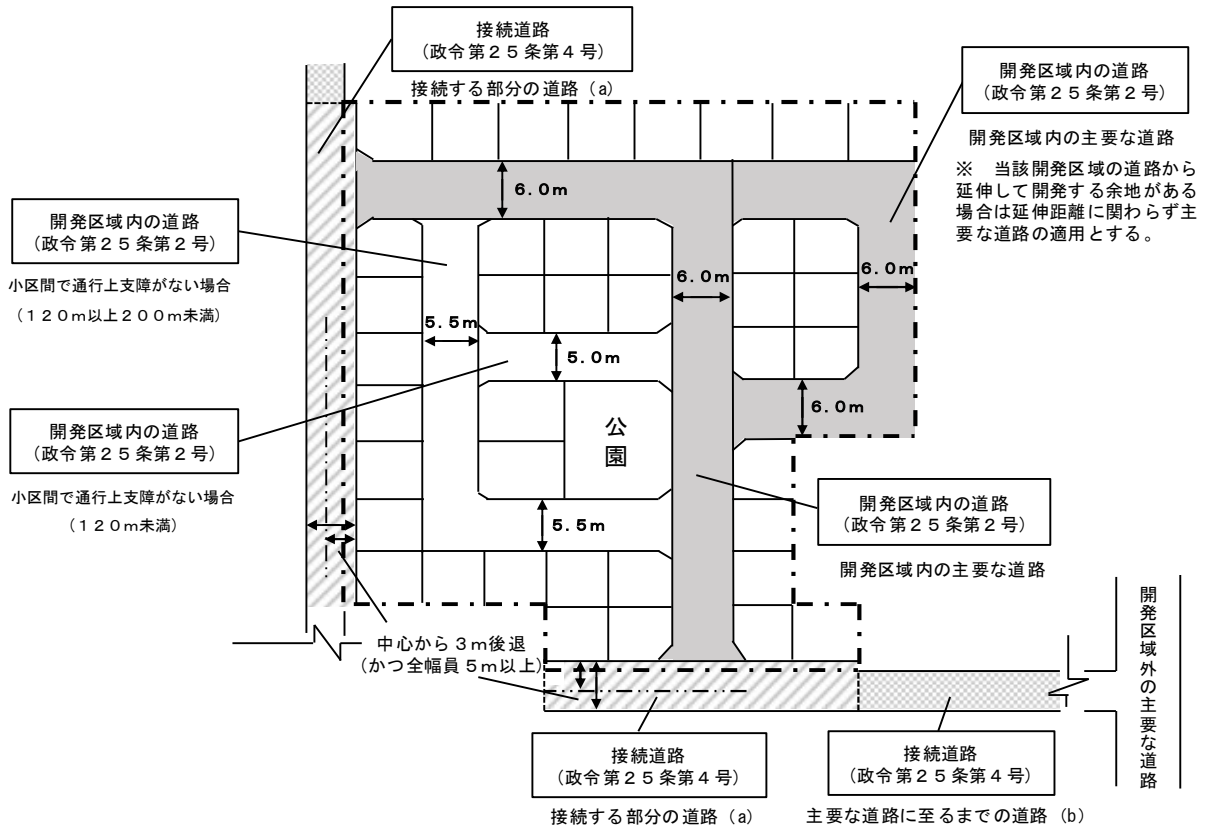 接続道路
（政令第２５条第４号）
接続する部分の道路（a）
開発区域内の道路
（政令第２５条第２号）
開発区域内の主要な道路
※　当該開発区域の道路から
延伸して開発する余地がある
場合は延伸距離に関わらず主
要な道路の適用とする。
６.０m
開発区域内の道路
（政令第２５条第２号）
小区間で通行上支障がない場合
（１２０m以上２００m未満）
６.０m
６.０m
５.５m
５.０m
６.０m
開発区域内の道路
（政令第２５条第２号）
小区間で通行上支障がない場合
（１２０m未満）
公園
５.５m
開発区域内の道路
（政令第２５条第２号）
開発区域内の主要な道路
中心から３m後退
（かつ全幅員５m以上）
開発区域外の主要な道路
接続道路
（政令第２５条第４号）
接続する部分の道路（a）
接続道路
（政令第２５条第４号）
主要な道路に至るまでの道路（b）